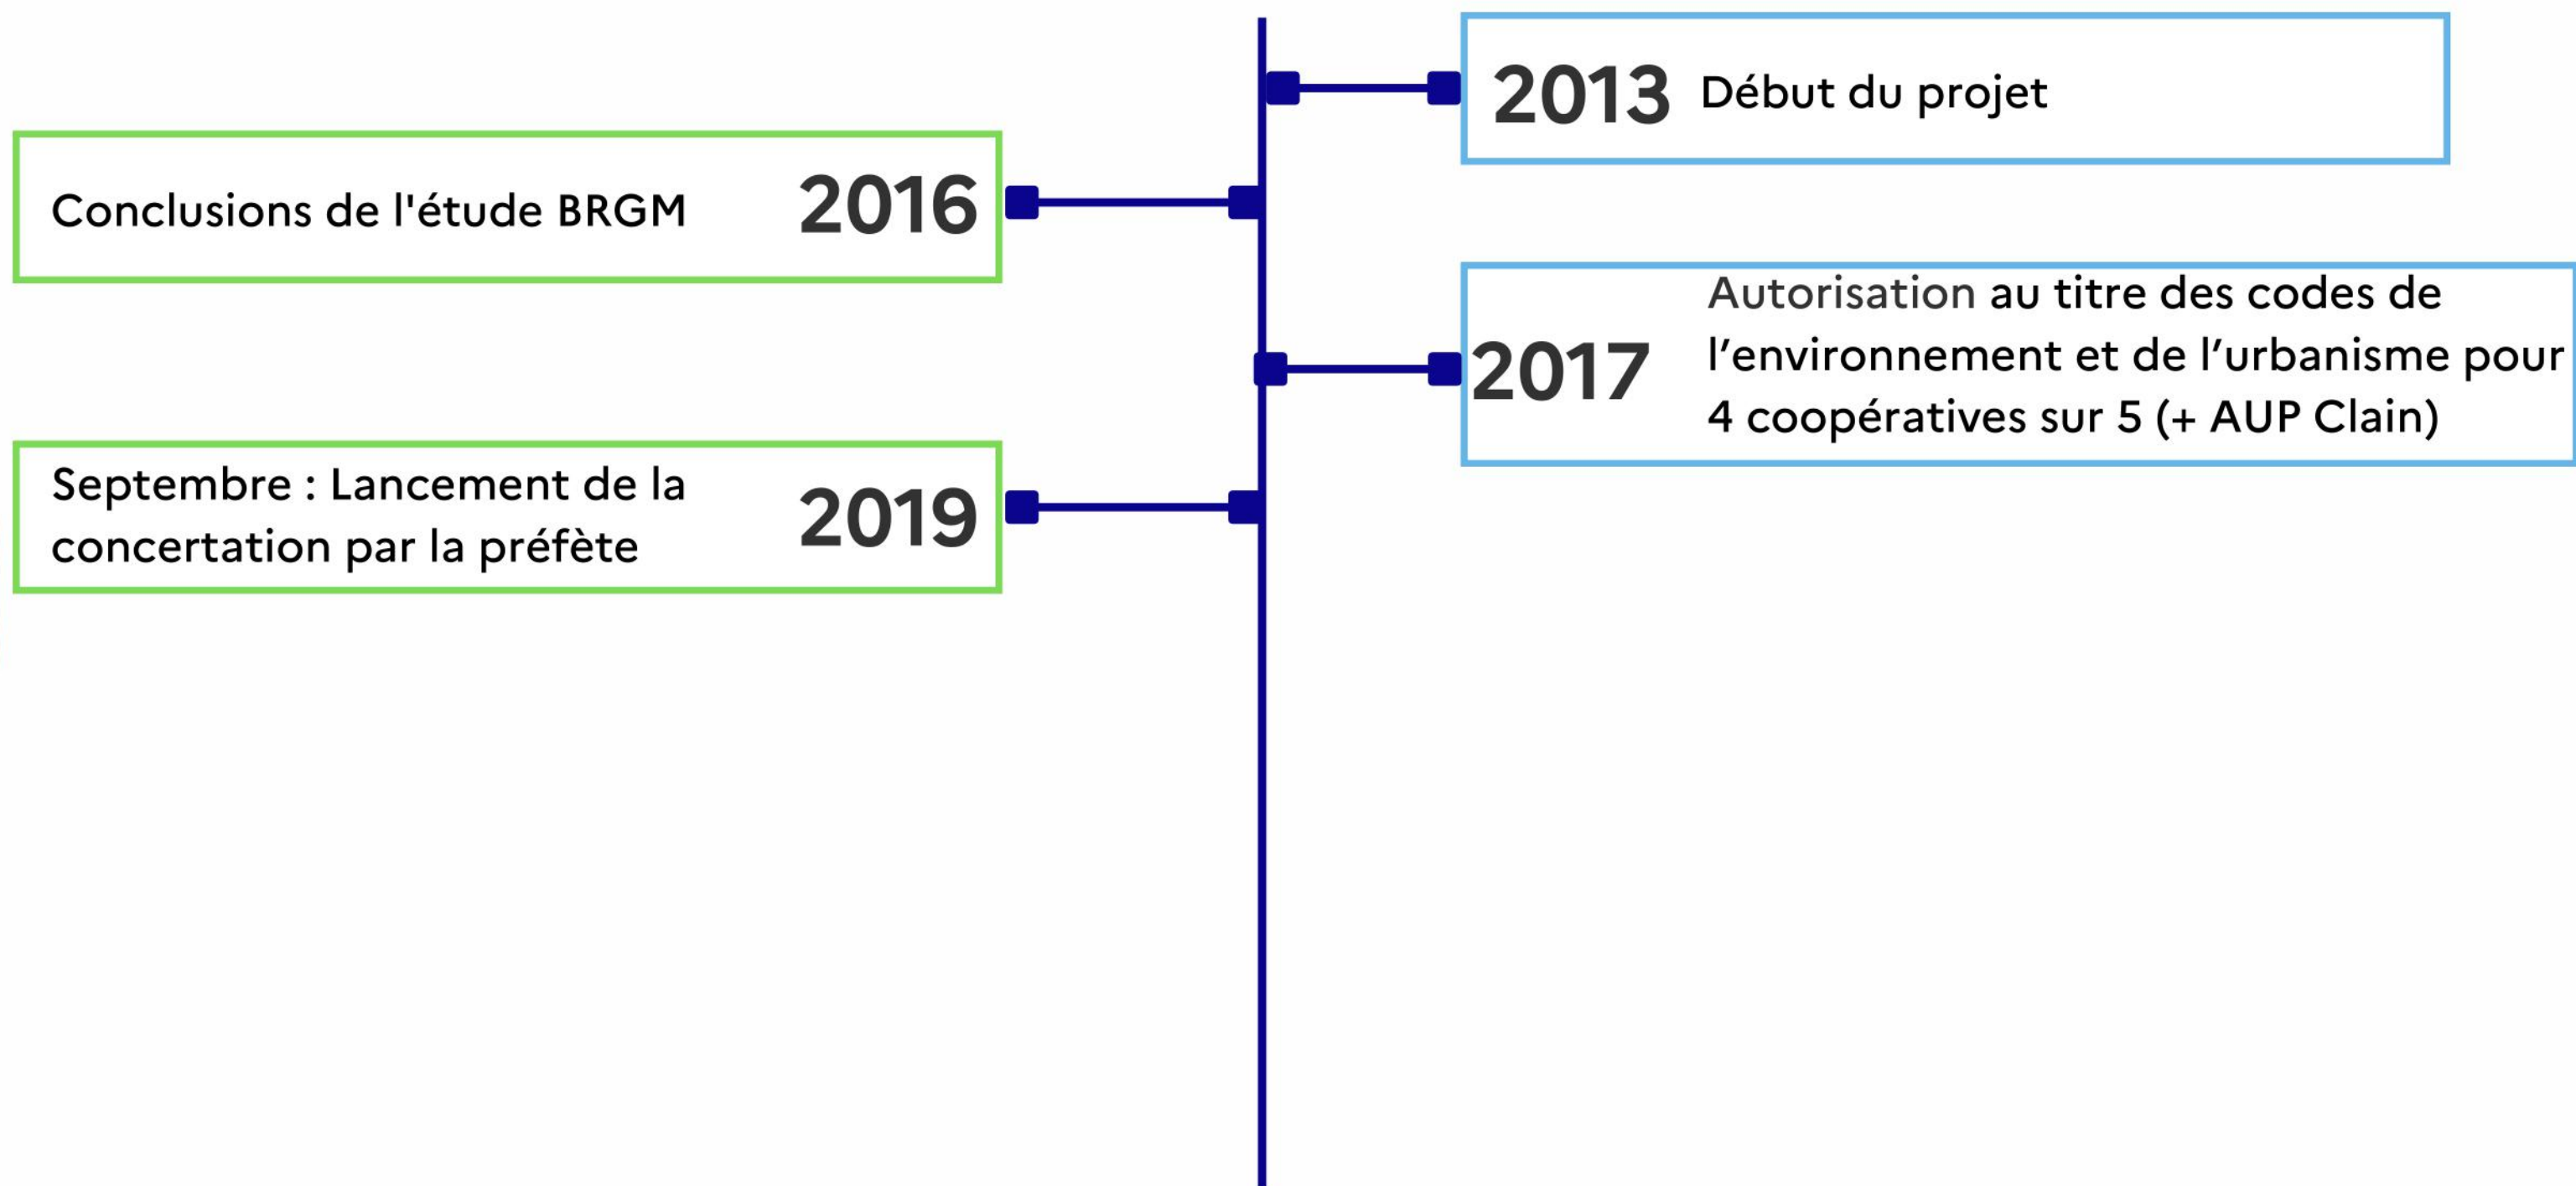 2013 Début du projet
Conclusions de l'étude BRGM 2016
2017
Autorisation au titre des codes de
l’environnement et de l’urbanisme pour
4 coopératives sur 5 (+ AUP Clain)
Septembre : Lancement de la
concertation par la préfète
2019